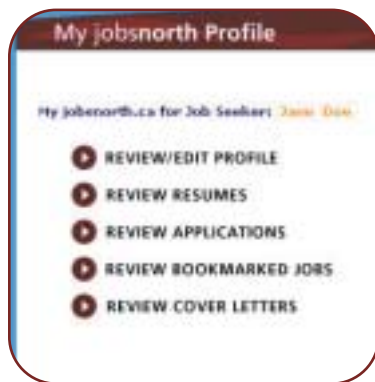 My jobsnorth Profile
My jobsnorth.ca for Job Seeker: Jane Doe
REVIEW/EDIT PROFILE
REVIEW RESUMES
REVIEW APPLICATIONS
REVIEW BOOKMARKED JOBS
REVIEW COVER LETTERS